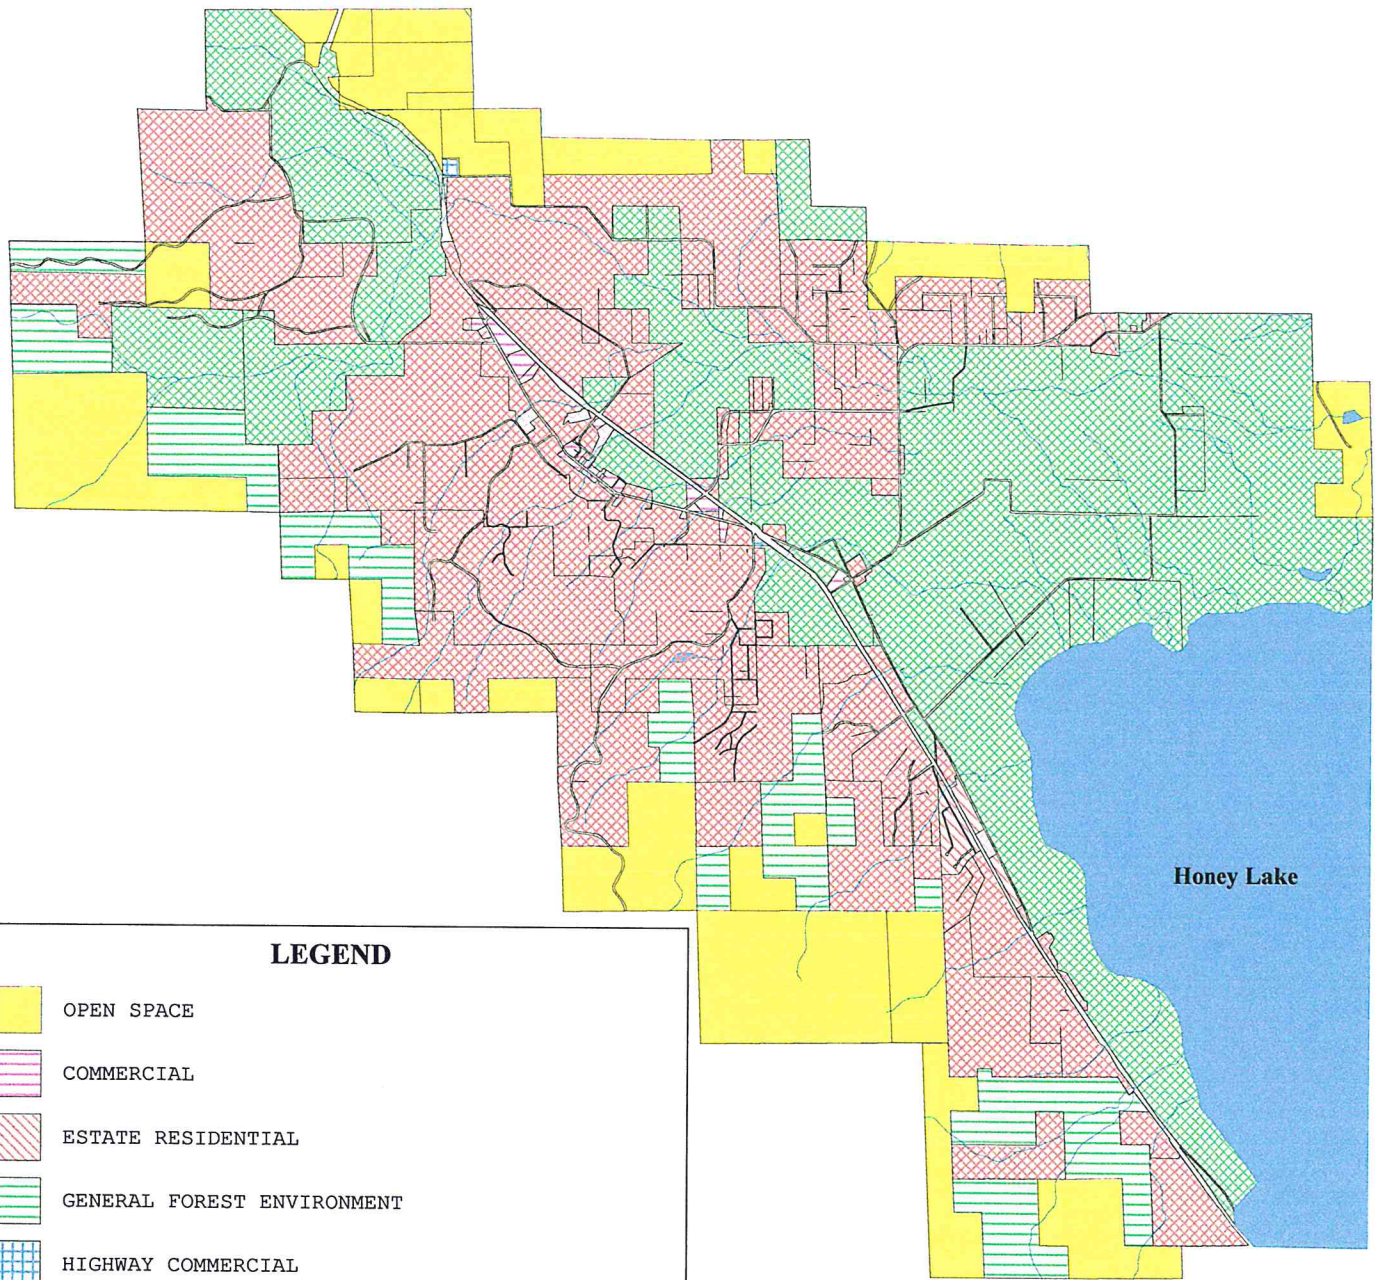 Honey Lake
LEGEND
OPEN SPACE
COMMERCIAL
ESTATE RESIDENTIAL
GENERAL FOREST ENVIRONMENT
HIGHWAY COMMERCIAL